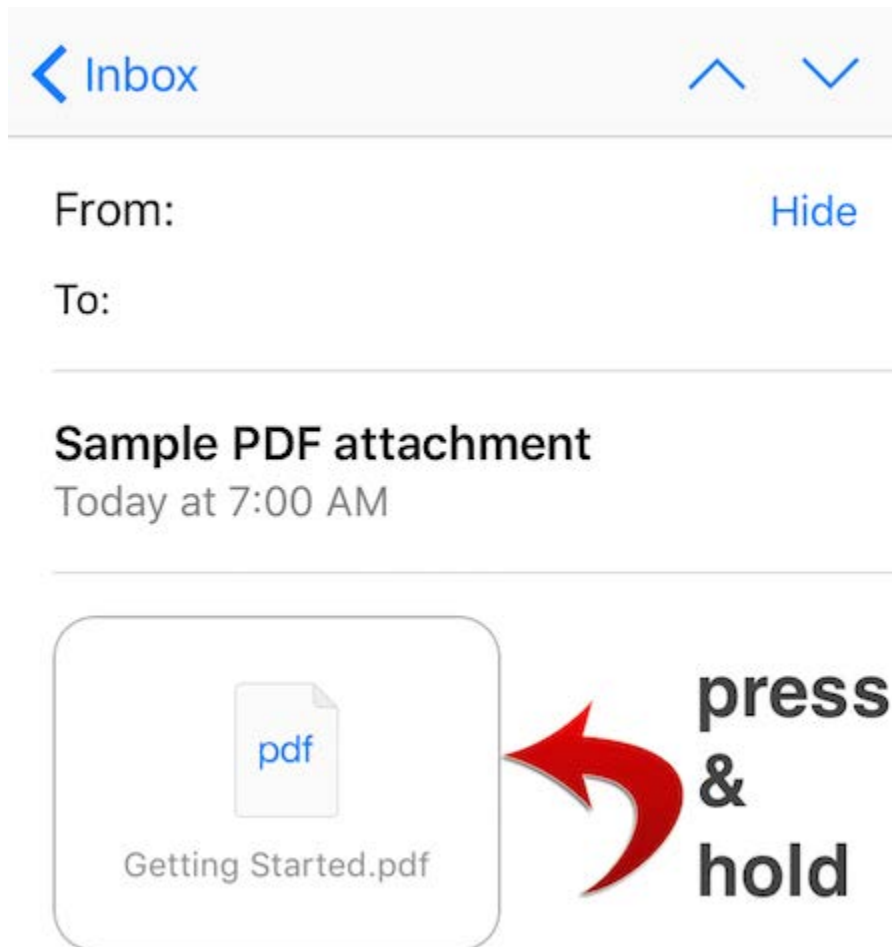 Inbox
From:
Hide
To:
Sample PDF attachment
Today at 7:00 AM
pdf
Getting Started.pdf
press
&
hold